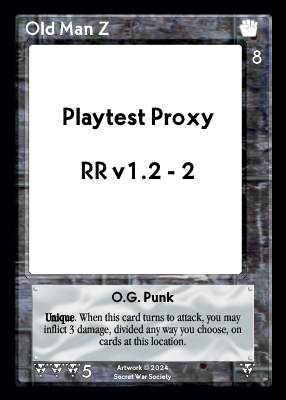 Old Man Z
8
Playtest Proxy
RR v1.2 - 2
O.G. Punk
Unique. When this card turns to attack, you may
inflict 3 damage, divided any way you choose, on
cards at this location.
5
Artwork © 2024
Secret War Society